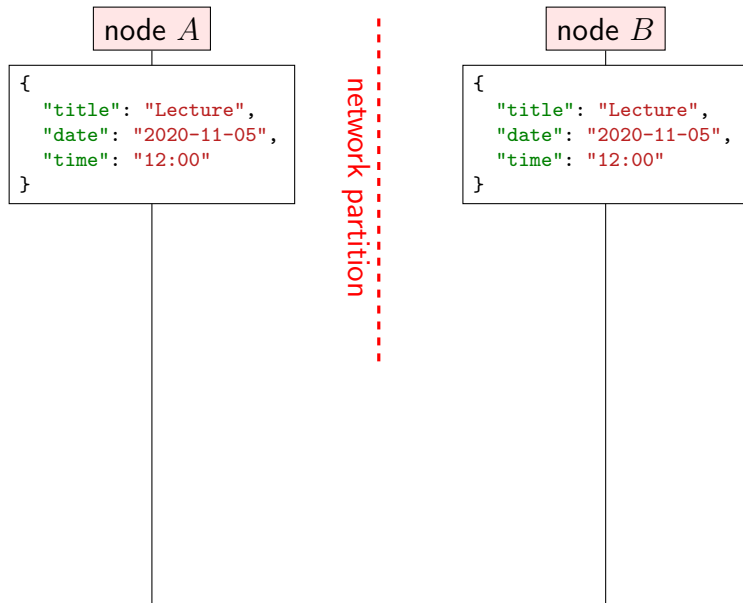 node A
{
  "title": "Lecture",
  "date": "2020-11-05",
  "time": "12:00"
}
network partition
node B
{
  "title": "Lecture",
  "date": "2020-11-05",
  "time": "12:00"
}